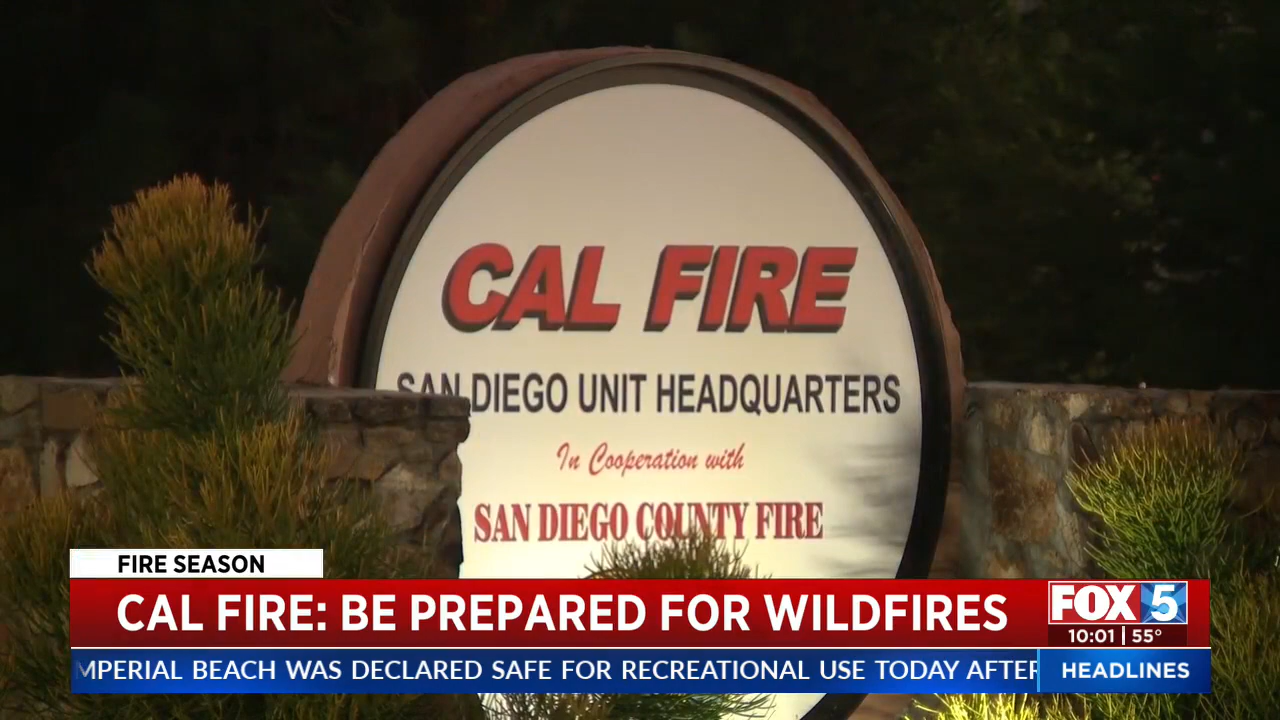 CAL FIRE
SAN DIEGO UNIT HEADQUARTERS
In Cooperation with
SAN DIEGO COUNTY FIRE
FIRE SEASON
CAL FIRE: BE PREPARED FOR WILDFIRES
FOX 5
10:01 | 55°
MPERIAL BEACH WAS DECLARED SAFE FOR RECREATIONAL USE TODAY AFTER
HEADLINES